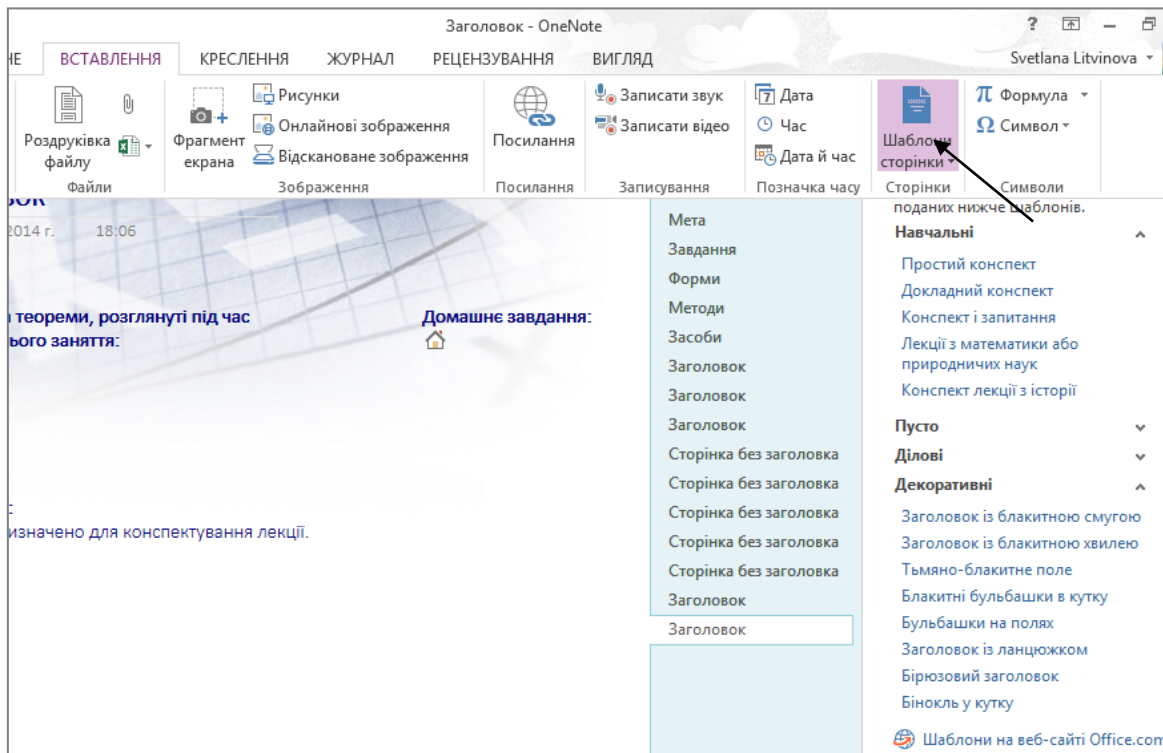 Заголовок - OneNote
?
НЕ ВСТАВЛЕННЯ КРЕСЛЕННЯ ЖУРНАЛ РЕЦЕНЗУВАННЯ ВИГЛЯД Svetlana Litvinova
Роздруківка файлу
Файли
Фрагмент екрана
Рисунки
Онлайнові зображення
Відскановане зображення
Зображення
Посилання
Посилання
Записати звук
Записати відео
Записування
7 Дата
Час
Дата й час
Позначка часу
Шаблони
сторінки
Сторінки
π Формула
Ω Символ
Символи
2014 г. 18:06
теореми, розглянуті під час
ього заняття:
Домашнє завдання:
изначено для конспектування лекції.
Мета
Завдання
Форми
Методи
Засоби
Заголовок
Заголовок
Заголовок
Сторінка без заголовка
Сторінка без заголовка
Сторінка без заголовка
Сторінка без заголовка
Сторінка без заголовка
Заголовок
Заголовок
поданих нижче шаблонів.
Навчальні
Простий конспект
Докладний конспект
Конспект і запитання
Лекції з математики або
природничих наук
Конспект лекції з історії
Пусто
Ділові
Декоративні
Заголовок із блакитною смугою
Заголовок із блакитною хвилею
Тьмяно-блакитне поле
Блакитні бульбашки в кутку
Бульбашки на полях
Заголовок із ланцюжком
Бірюзовий заголовок
Бінокль у кутку
Шаблони на веб-сайті Office.com